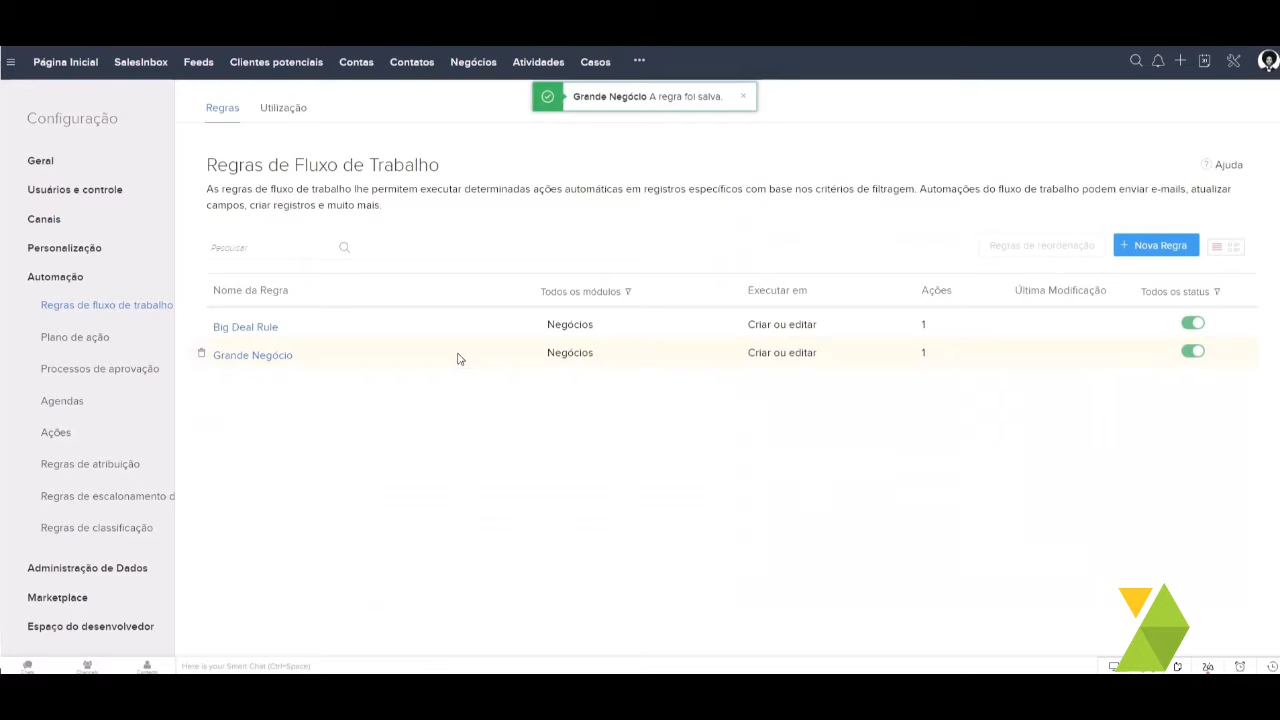 Página Inicial SalesInbox Feeds Clientes potenciais Contas Contatos Negócios Atividades Casos
Grande Negócio A regra foi salva.
Configuração
Geral
Usuários e controle
Canais
Personalização
Automação
Regras de fluxo de trabalho
Plano de ação
Processos de aprovação
Agendas
Ações
Regras de atribuição
Regras de escalonamento d
Regras de classificação
Administração de Dados
Marketplace
Espaço do desenvolvedor
Regras Utilização
Regras de Fluxo de Trabalho
Ajuda
As regras de fluxo de trabalho lhe permitem executar determinadas ações automáticas em registros específicos com base nos critérios de filtragem. Automações do fluxo de trabalho podem enviar e-mails, atualizar
campos, criar registros e muito mais.
Pesquisar
Regras de reordenação + Nova Regra
Nome da Regra Todos os módulos Executar em Ações Última Modificação Todos os status
Big Deal Rule Negócios Criar ou editar 1
Grande Negócio Negócios Criar ou editar 1
Chats Channels Contacts Here is your Smart Chat (Ctrl+Space)